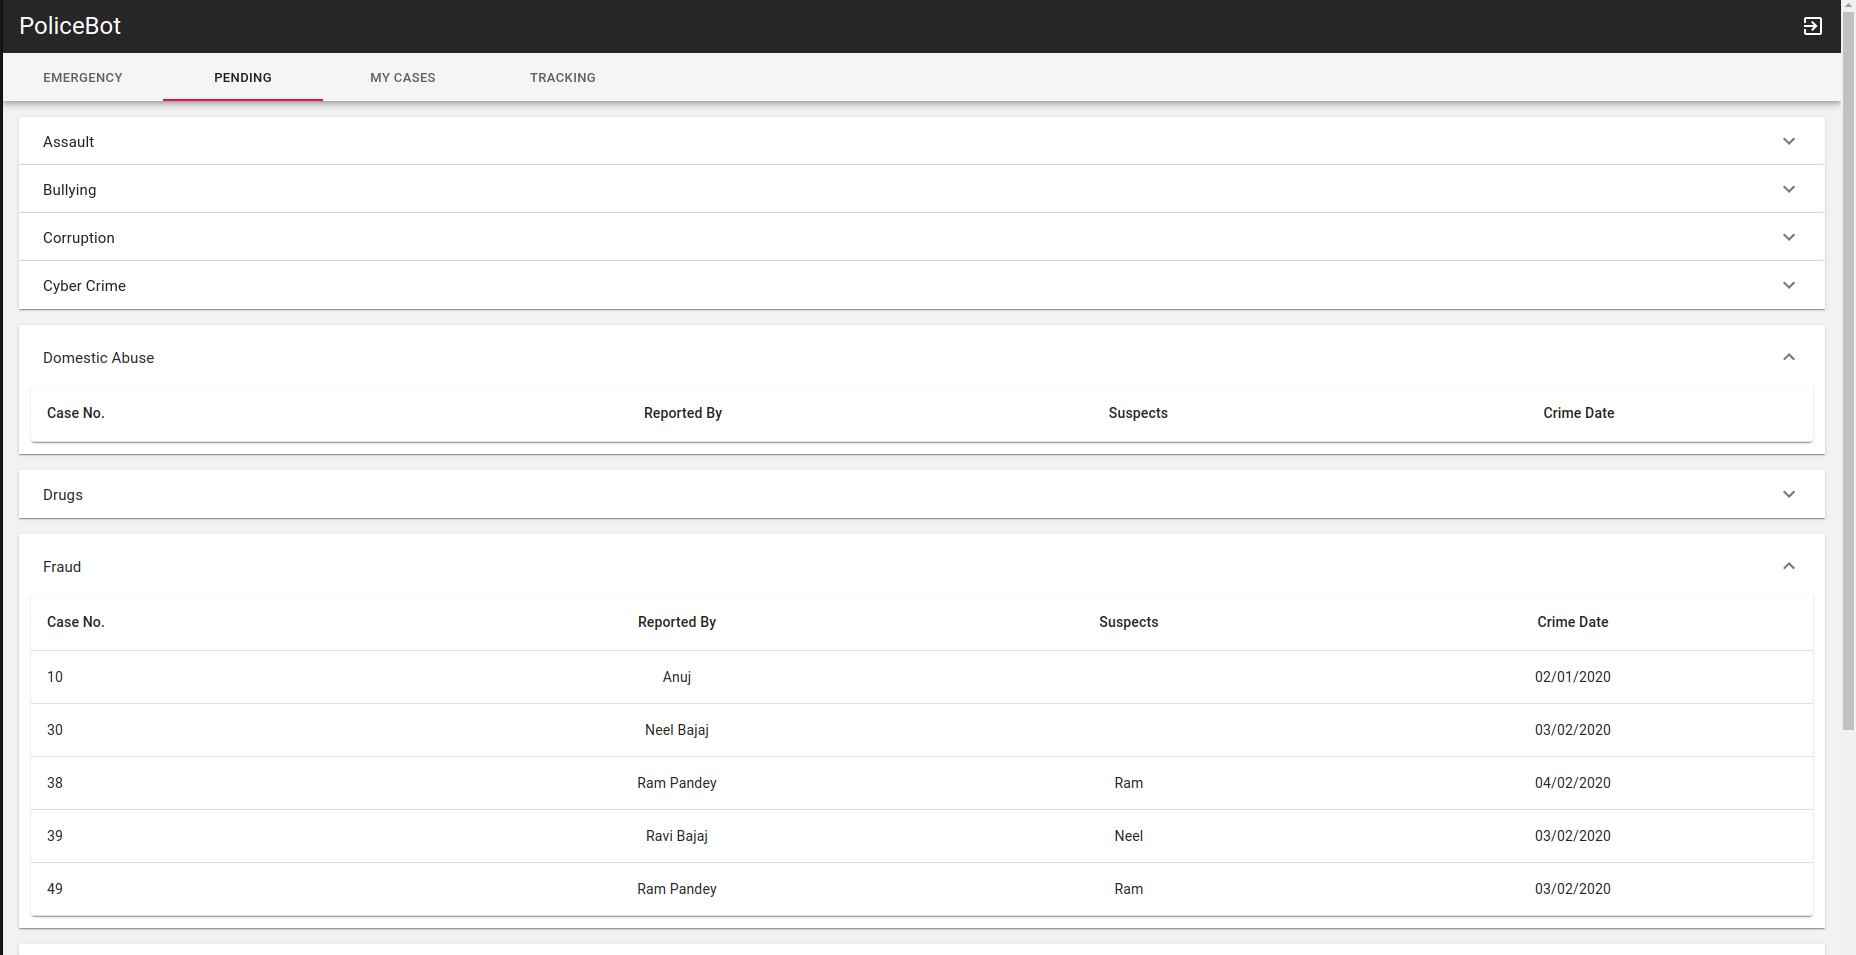 PoliceBot
EMERGENCY PENDING MY CASES TRACKING
Assault
Bullying
Corruption
Cyber Crime
Domestic Abuse
Case No. Reported By Suspects Crime Date
Drugs
Fraud
Case No. Reported By Suspects Crime Date
10 Anuj 02/01/2020
30 Neel Bajaj 03/02/2020
38 Ram Pandey Ram 04/02/2020
39 Ravi Bajaj Neel 03/02/2020
49 Ram Pandey Ram 03/02/2020